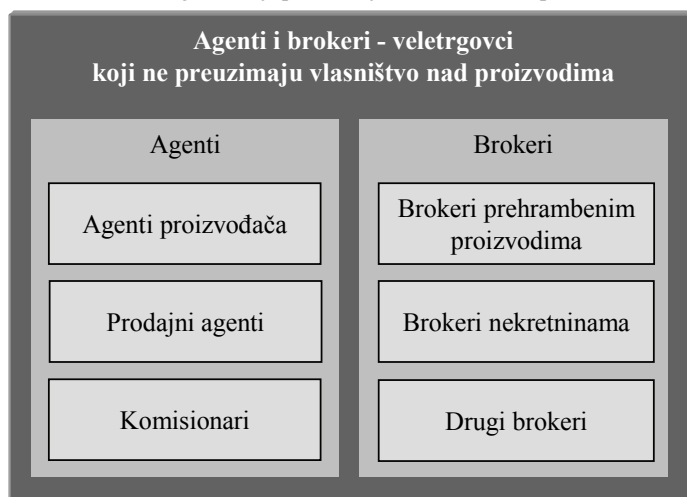 Agenti i brokeri - veletrgovci
koji ne preuzimaju vlasništvo nad proizvodima
Agenti
Agenti proizvođača
Prodajni agenti
Komisionari
Brokeri
Brokeri prehrambenim
proizvodima
Brokeri nekretninama
Drugi brokeri